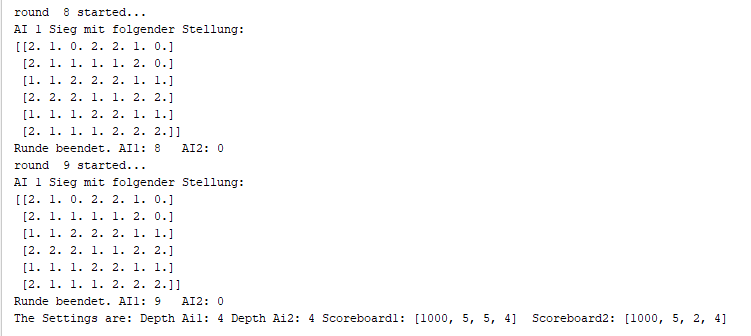 round  8 started...
AI 1 Sieg mit folgender Stellung:
[[2. 1. 0. 2. 2. 1. 0.]
 [2. 1. 1. 1. 1. 2. 0.]
 [1. 1. 2. 2. 2. 1. 1.]
 [2. 2. 2. 1. 1. 2. 2.]
 [1. 1. 1. 2. 2. 1. 1.]
 [2. 1. 1. 1. 2. 2. 2.]]
Runde beendet. AI1: 8   AI2: 0
round  9 started...
AI 1 Sieg mit folgender Stellung:
[[2. 1. 0. 2. 2. 1. 0.]
 [2. 1. 1. 1. 1. 2. 0.]
 [1. 1. 2. 2. 2. 1. 1.]
 [2. 2. 2. 1. 1. 2. 2.]
 [1. 1. 1. 2. 2. 1. 1.]
 [2. 1. 1. 1. 2. 2. 2.]]
Runde beendet. AI1: 9   AI2: 0
The Settings are: Depth Ai1: 4 Depth Ai2: 4 Scoreboard1: [1000, 5, 5, 4]  Scoreboard2: [1000, 5, 2, 4]